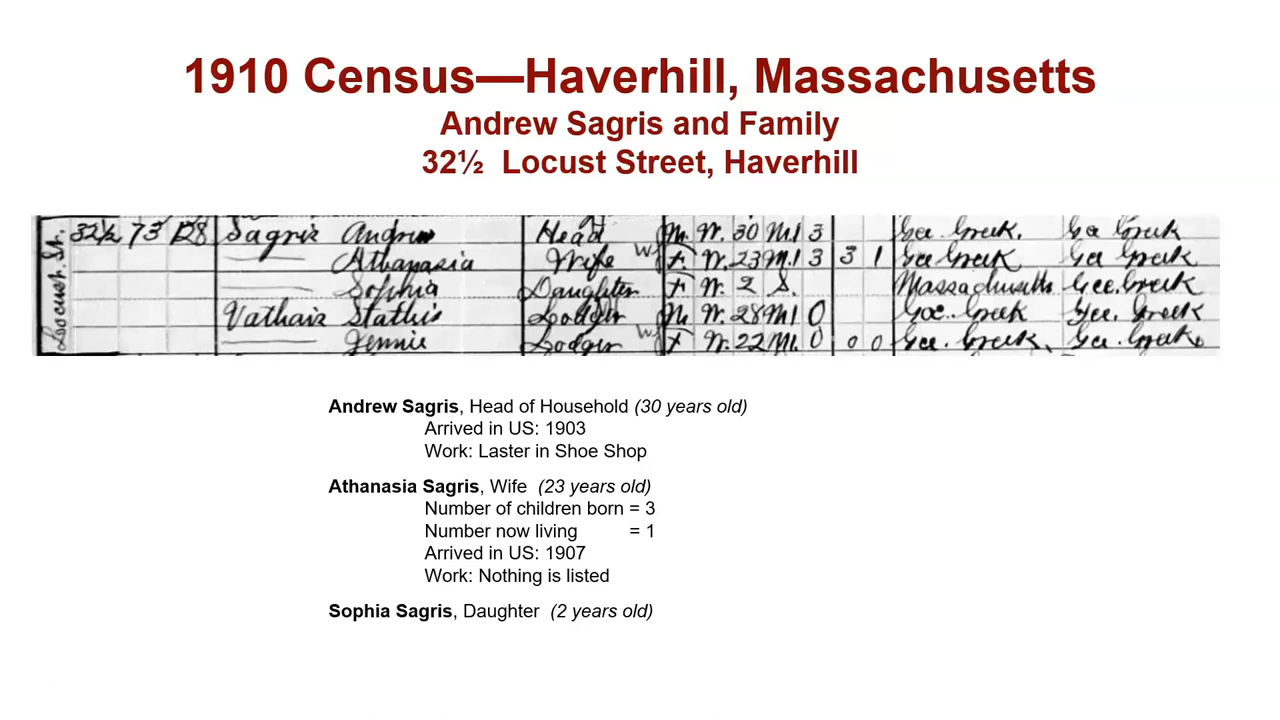 1910 Census—Haverhill, Massachusetts
Andrew Sagris and Family
32½ Locust Street, Haverhill
Locust St.
32½ 73 128 Sagris Andrew Head M W 30 M1 3 Gee. Greek. Ge Greek
Athanasia Wife F W 23 M1 3 3 1 Gee Greek Gee Greek
Sophia Daughter F W 2 S. Massachusetts Gee. Greek
Stathis Lodger M W 28 M1 0 Gee. Greek Gee. Greek
Jennie Lodger F W 22 M1. 0 0 0 Gee. Greek. Gee. Greek.
Andrew Sagris, Head of Household (30 years old)
Arrived in US: 1903
Work: Laster in Shoe Shop
Athanasia Sagris, Wife (23 years old)
Number of children born = 3
Number now living = 1
Arrived in US: 1907
Work: Nothing is listed
Sophia Sagris, Daughter (2 years old)